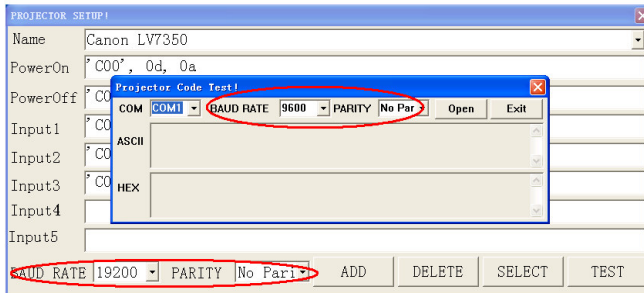 PROJECTOR SETUP!
Name Canon LV7350
PowerOn 'C00', 0d, 0a
Projector Code Test!
PowerOff 'C0
COM COM1 BAUD RATE 9600 PARITY No Par Open Exit
Input1 'C0
ASCII
Input2 'C0
Input3 'C0
HEX
Input4
Input5
BAUD RATE 19200 PARITY No Pari ADD DELETE SELECT TEST